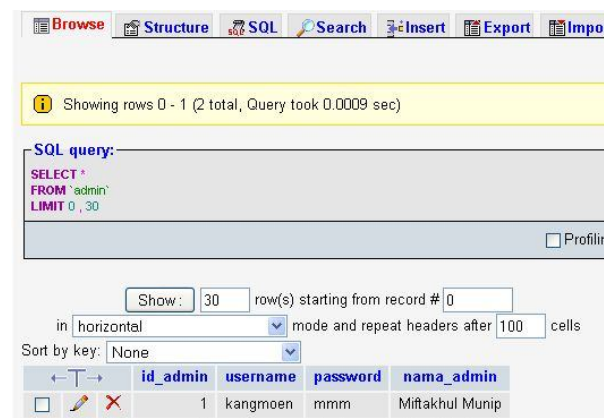 Browse Structure SQL Search Insert Export Impo
Showing rows 0 - 1 (2 total, Query took 0.0009 sec)
SQL query:
SELECT *
FROM `admin`
LIMIT 0 , 30
Profilin
Show : 30 row(s) starting from record # 0
in horizontal mode and repeat headers after 100 cells
Sort by key: None
←T→ id_admin username password nama_admin
1 kangmoen mmm Miftakhul Munip